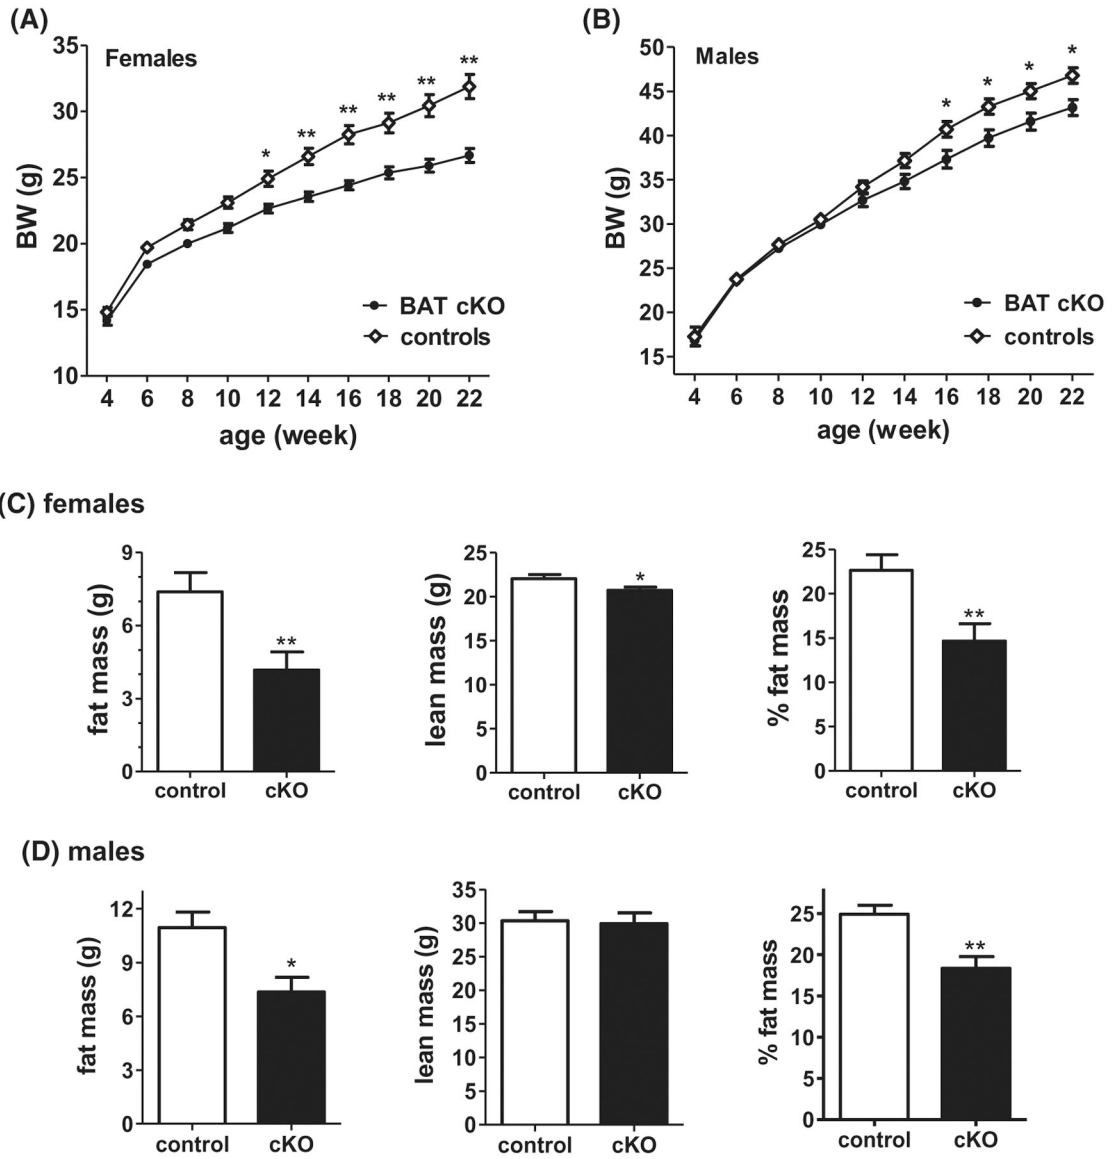 (A)
Females
35
30
25
20
15
10
BW (g)
*
**
**
**
**
**
BAT cKO
controls
4 6 8 10 12 14 16 18 20 22
age (week)
(B)
Males
50
45
40
35
30
25
20
15
BW (g)
*
*
*
*
BAT cKO
controls
4 6 8 10 12 14 16 18 20 22
age (week)
(C) females
9
6
3
0
fat mass (g)
**
control cKO
25
20
15
10
5
0
lean mass (g)
*
control cKO
25
20
15
10
5
0
% fat mass
**
control cKO
(D) males
12
9
6
3
0
fat mass (g)
*
control cKO
35
30
25
20
15
10
5
0
lean mass (g)
control cKO
25
20
15
10
5
0
% fat mass
**
control cKO